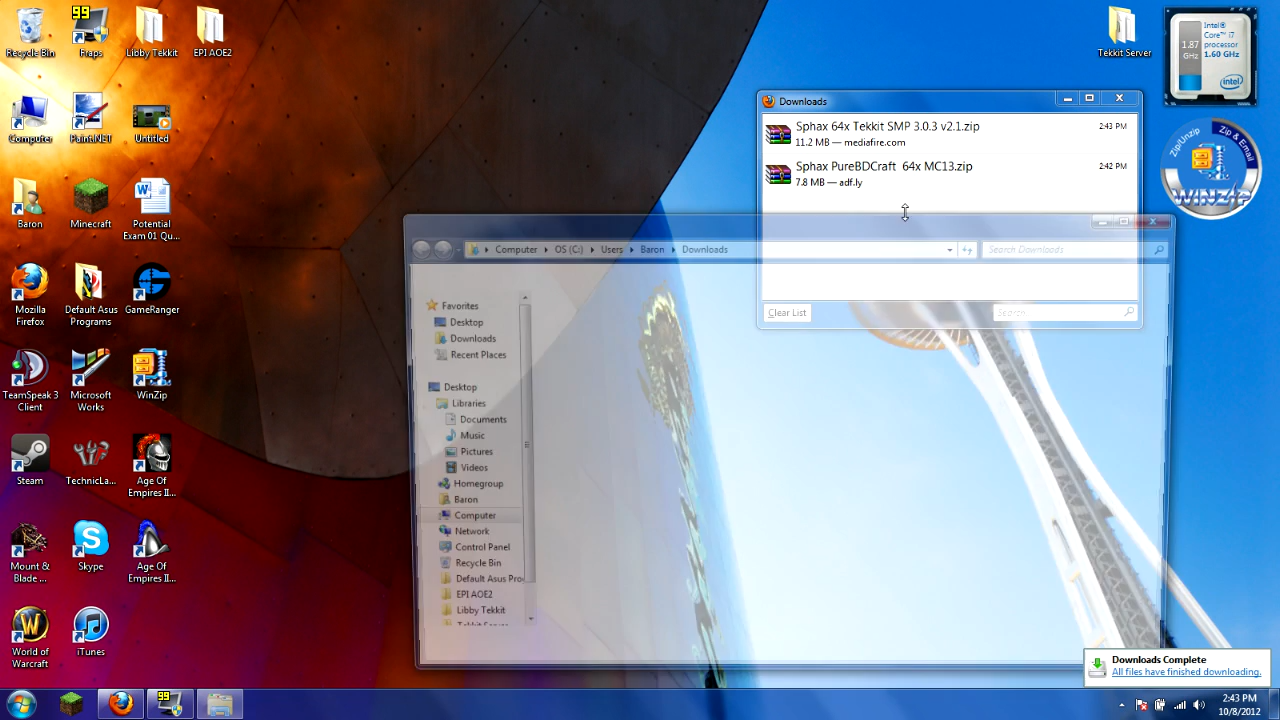 Recycle Bin
99
Fraps
Libby Tekkit
EPI AOE2
Tekkit Server
Intel®
Core™ i7
processor
1.60 GHz
1.87
GHz
intel
Computer
Paint.NET
Untitled
ZipUnzip
Zip & Email
WINZIP
Baron
Minecraft
Potential
Exam 01 Qu...
Mozilla
Firefox
Default Asus
Programs
GameRanger
TeamSpeak 3
Client
Microsoft
Works
WinZip
Steam
TechnicLa...
Age Of
Empires II...
Mount &
Blade ...
Skype
Age Of
Empires II...
World of
Warcraft
iTunes
Downloads
Sphax 64x Tekkit SMP 3.0.3 v2.1.zip
2:43 PM
11.2 MB — mediafire.com
Sphax PureBDCraft  64x MC13.zip
2:42 PM
7.8 MB — adf.ly
Clear List
Search
Computer
OS (C:)
Users
Baron
Downloads
Search Downloads
Favorites
Desktop
Downloads
Recent Places
Desktop
Libraries
Documents
Music
Pictures
Videos
Homegroup
Baron
Computer
Network
Control Panel
Recycle Bin
Default Asus Pro
EPI AOE2
Libby Tekkit
Tekkit Server
Downloads Complete
All files have finished downloading.
99
2:43 PM
10/8/2012